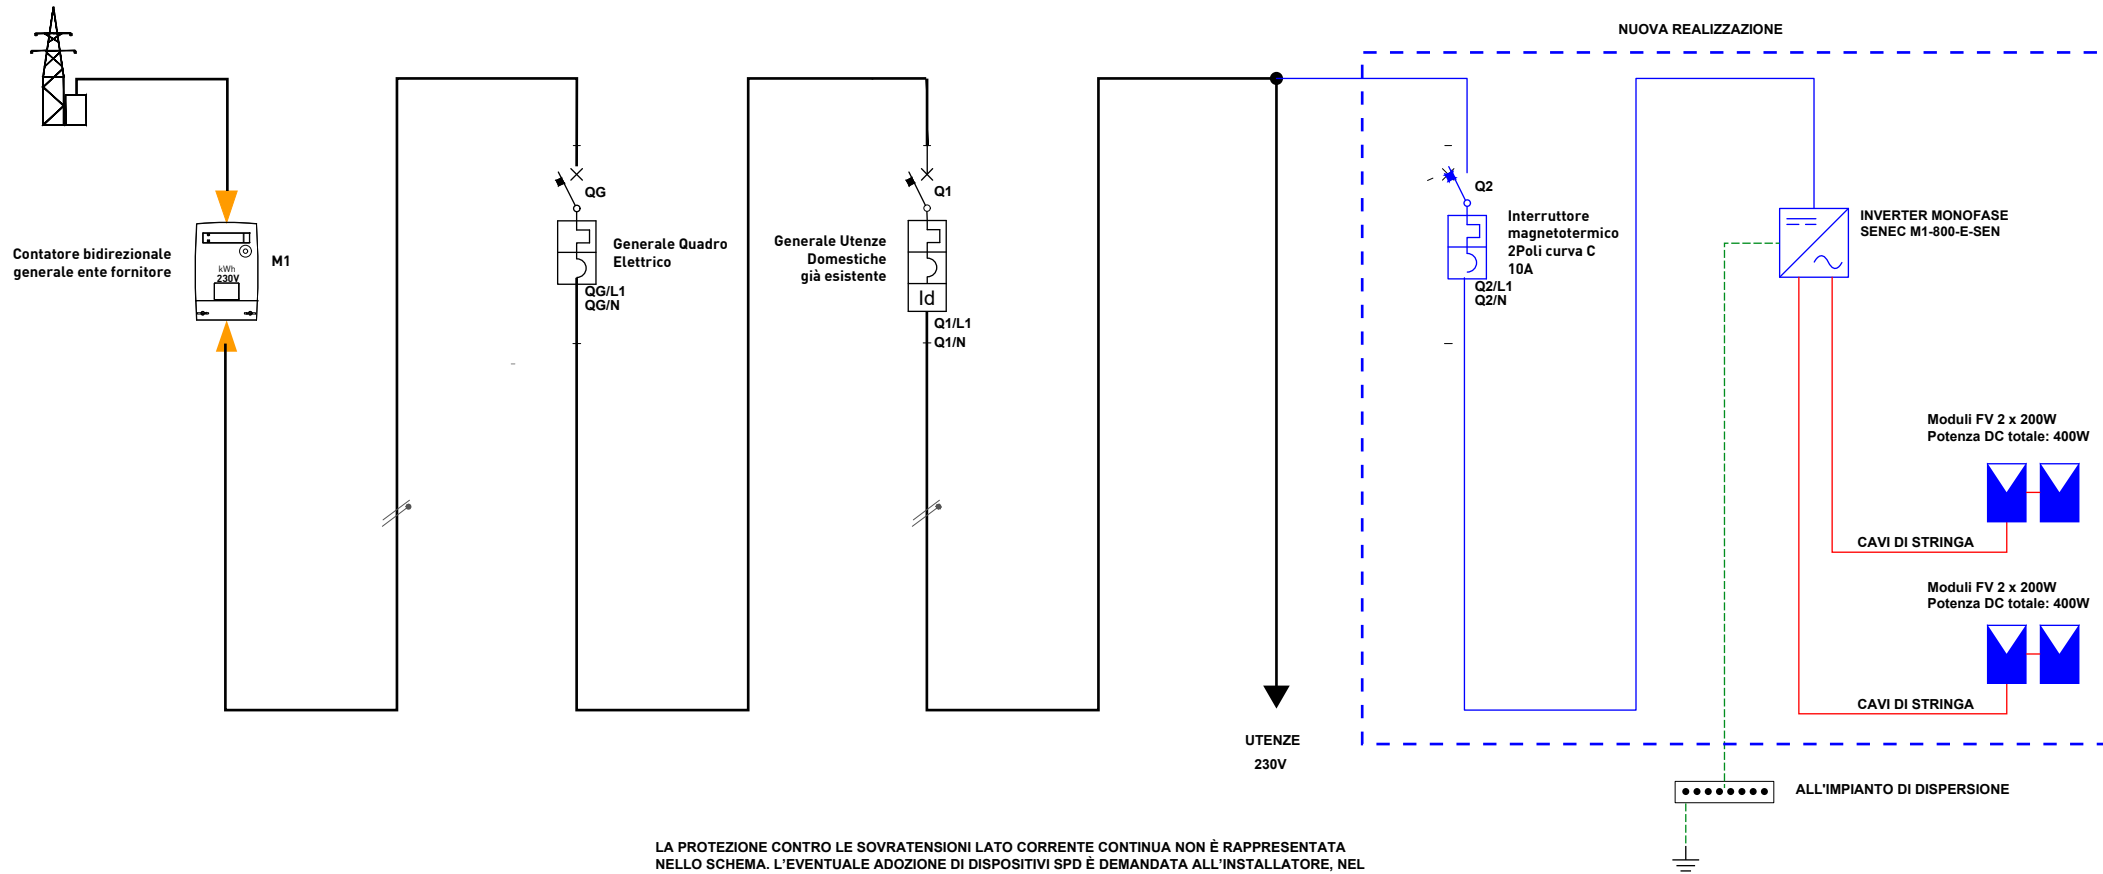 NUOVA REALIZZAZIONE
Contatore bidirezionale
generale ente fornitore
kWh
230V
M1
QG
Generale Quadro
Elettrico
QG/L1
QG/N
Q1
Generale Utenze
Domestiche
già esistente
Id
Q1/L1
Q1/N
Q2
Interruttore
magnetotermico
2Poli curva C
10A
Q2/L1
Q2/N
INVERTER MONOFASE
SENEC M1-800-E-SEN
Moduli FV 2 x 200W
Potenza DC totale: 400W
CAVI DI STRINGA
Moduli FV 2 x 200W
Potenza DC totale: 400W
CAVI DI STRINGA
UTENZE
230V
ALL'IMPIANTO DI DISPERSIONE
LA PROTEZIONE CONTRO LE SOVRATENSIONI LATO CORRENTE CONTINUA NON È RAPPRESENTATA
NELLO SCHEMA. L'EVENTUALE ADOZIONE DI DISPOSITIVI SPD È DEMANDATA ALL'INSTALLATORE, NEL